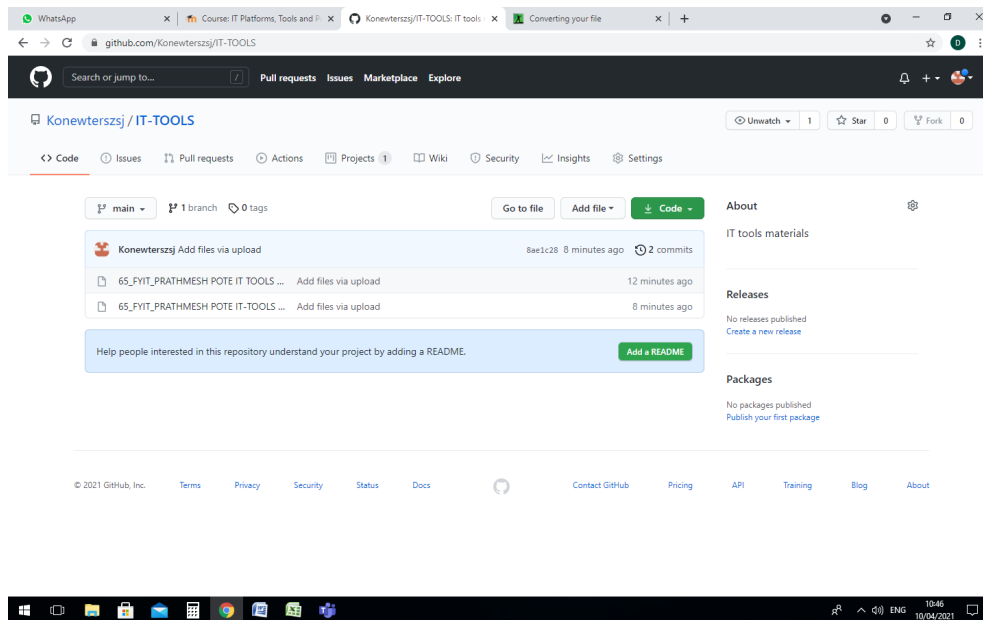 WhatsApp
Course: IT Platforms, Tools and P
Konewterszsj/IT-TOOLS: IT tools
Converting your file
github.com/Konewterszsj/IT-TOOLS
D
Search or jump to... /
Pull requests Issues Marketplace Explore
Konewterszsj / IT-TOOLS
Unwatch 1 Star 0 Fork 0
Code Issues Pull requests Actions Projects 1 Wiki Security Insights Settings
main 1 branch 0 tags Go to file Add file Code
Konewterszsj Add files via upload 8ae1c28 8 minutes ago 2 commits
65_FYIT_PRATHMESH POTE IT TOOLS ... Add files via upload 12 minutes ago
65_FYIT_PRATHMESH POTE IT-TOOLS ... Add files via upload 8 minutes ago
Help people interested in this repository understand your project by adding a README. Add a README
About
IT tools materials
Releases
No releases published
Create a new release
Packages
No packages published
Publish your first package
© 2021 GitHub, Inc. Terms Privacy Security Status Docs Contact GitHub Pricing API Training Blog About
ENG
10:46
10/04/2021